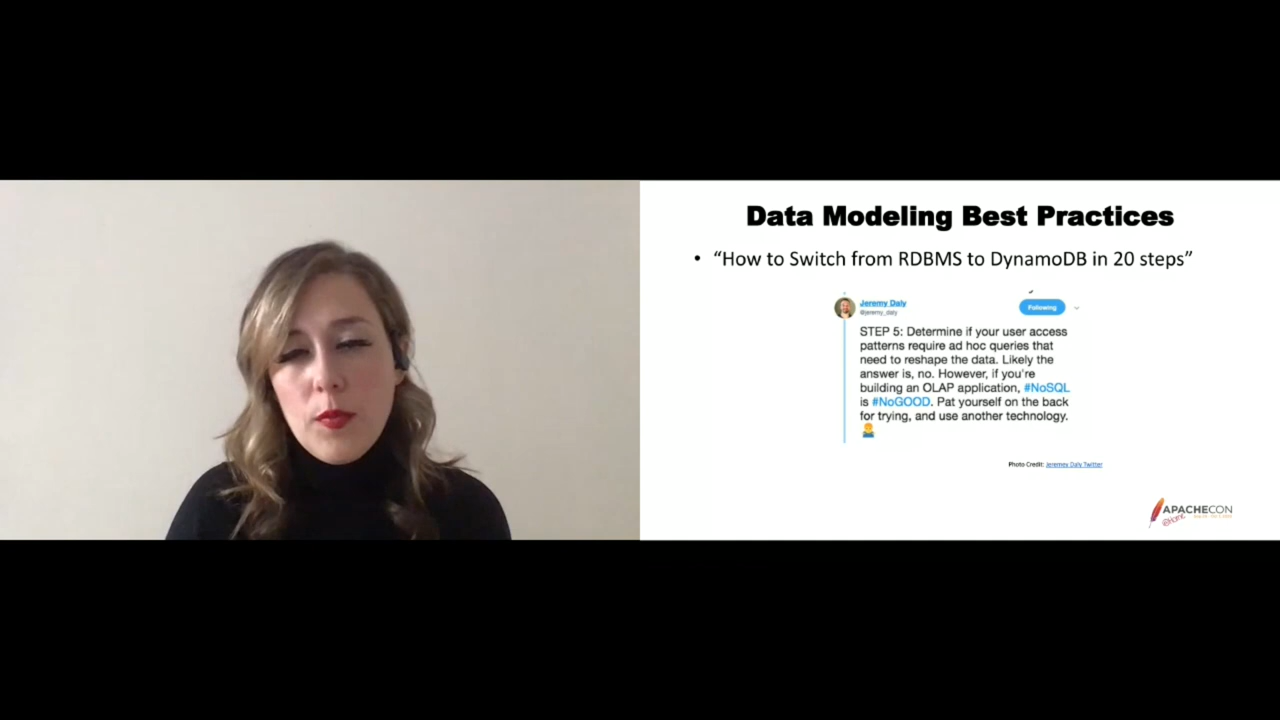 Data Modeling Best Practices
• “How to Switch from RDBMS to DynamoDB in 20 steps”
Jeremy Daly
Following
@jeremy_daly
STEP 5: Determine if your user access
patterns require ad hoc queries that
need to reshape the data. Likely the
answer is, no. However, if you're
building an OLAP application, #NoSQL
is #NoGOOD. Pat yourself on the back
for trying, and use another technology.
Photo Credit: Jeremey Daly Twitter
APACHECON
@Home